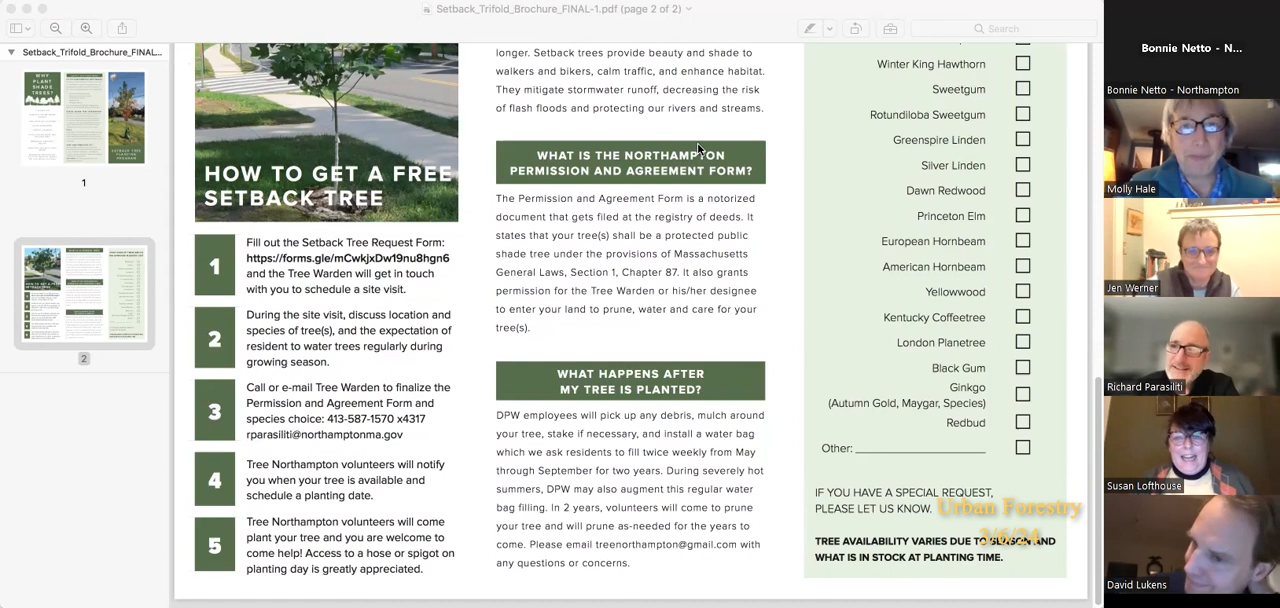 Setback_Trifold_Brochure_FINAL-1.pdf (page 2 of 2)
Search
Setback_Trifold_Brochure_FINAL...
WHY
PLANT
SHADE
TREES?
1
2
HOW TO GET A FREE
SETBACK TREE
1
Fill out the Setback Tree Request Form:
https://forms.gle/mCwkjxDw19nu8hgn6
and the Tree Warden will get in touch
with you to schedule a site visit.
2
During the site visit, discuss location and
species of tree(s), and the expectation of
resident to water trees regularly during
growing season.
3
Call or e-mail Tree Warden to finalize the
Permission and Agreement Form and
species choice: 413-587-1570 x4317
rparasiliti@northamptonma.gov
4
Tree Northampton volunteers will notify
you when your tree is available and
schedule a planting date.
5
Tree Northampton volunteers will come
plant your tree and you are welcome to
come help! Access to a hose or spigot on
planting day is greatly appreciated.
longer. Setback trees provide beauty and shade to
walkers and bikers, calm traffic, and enhance habitat.
They mitigate stormwater runoff, decreasing the risk
of flash floods and protecting our rivers and streams.
WHAT IS THE NORTHAMPTON
PERMISSION AND AGREEMENT FORM?
The Permission and Agreement Form is a notorized
document that gets filed at the registry of deeds. It
states that your tree(s) shall be a protected public
shade tree under the provisions of Massachusetts
General Laws, Section 1, Chapter 87. It also grants
permission for the Tree Warden or his/her designee
to enter your land to prune, water and care for your
tree(s).
WHAT HAPPENS AFTER
MY TREE IS PLANTED?
DPW employees will pick up any debris, mulch around
your tree, stake if necessary, and install a water bag
which we ask residents to fill twice weekly from May
through September for two years. During severely hot
summers, DPW may also augment this regular water
bag filling. In 2 years, volunteers will come to prune
your tree and will prune as-needed for the years to
come. Please email treenorthampton@gmail.com with
any questions or concerns.
Winter King Hawthorn
Sweetgum
Rotundiloba Sweetgum
Greenspire Linden
Silver Linden
Dawn Redwood
Princeton Elm
European Hornbeam
American Hornbeam
Yellowwood
Kentucky Coffeetree
London Planetree
Black Gum
Ginkgo
(Autumn Gold, Maygar, Species)
Redbud
Other:
IF YOU HAVE A SPECIAL REQUEST,
PLEASE LET US KNOW.
Urban Forestry
3/6/24
TREE AVAILABILITY VARIES DUE TO SEASON AND
WHAT IS IN STOCK AT PLANTING TIME.
Bonnie Netto - N...
Bonnie Netto - Northampton
Molly Hale
Jen Werner
Richard Parasiliti
Susan Lofthouse
David Lukens